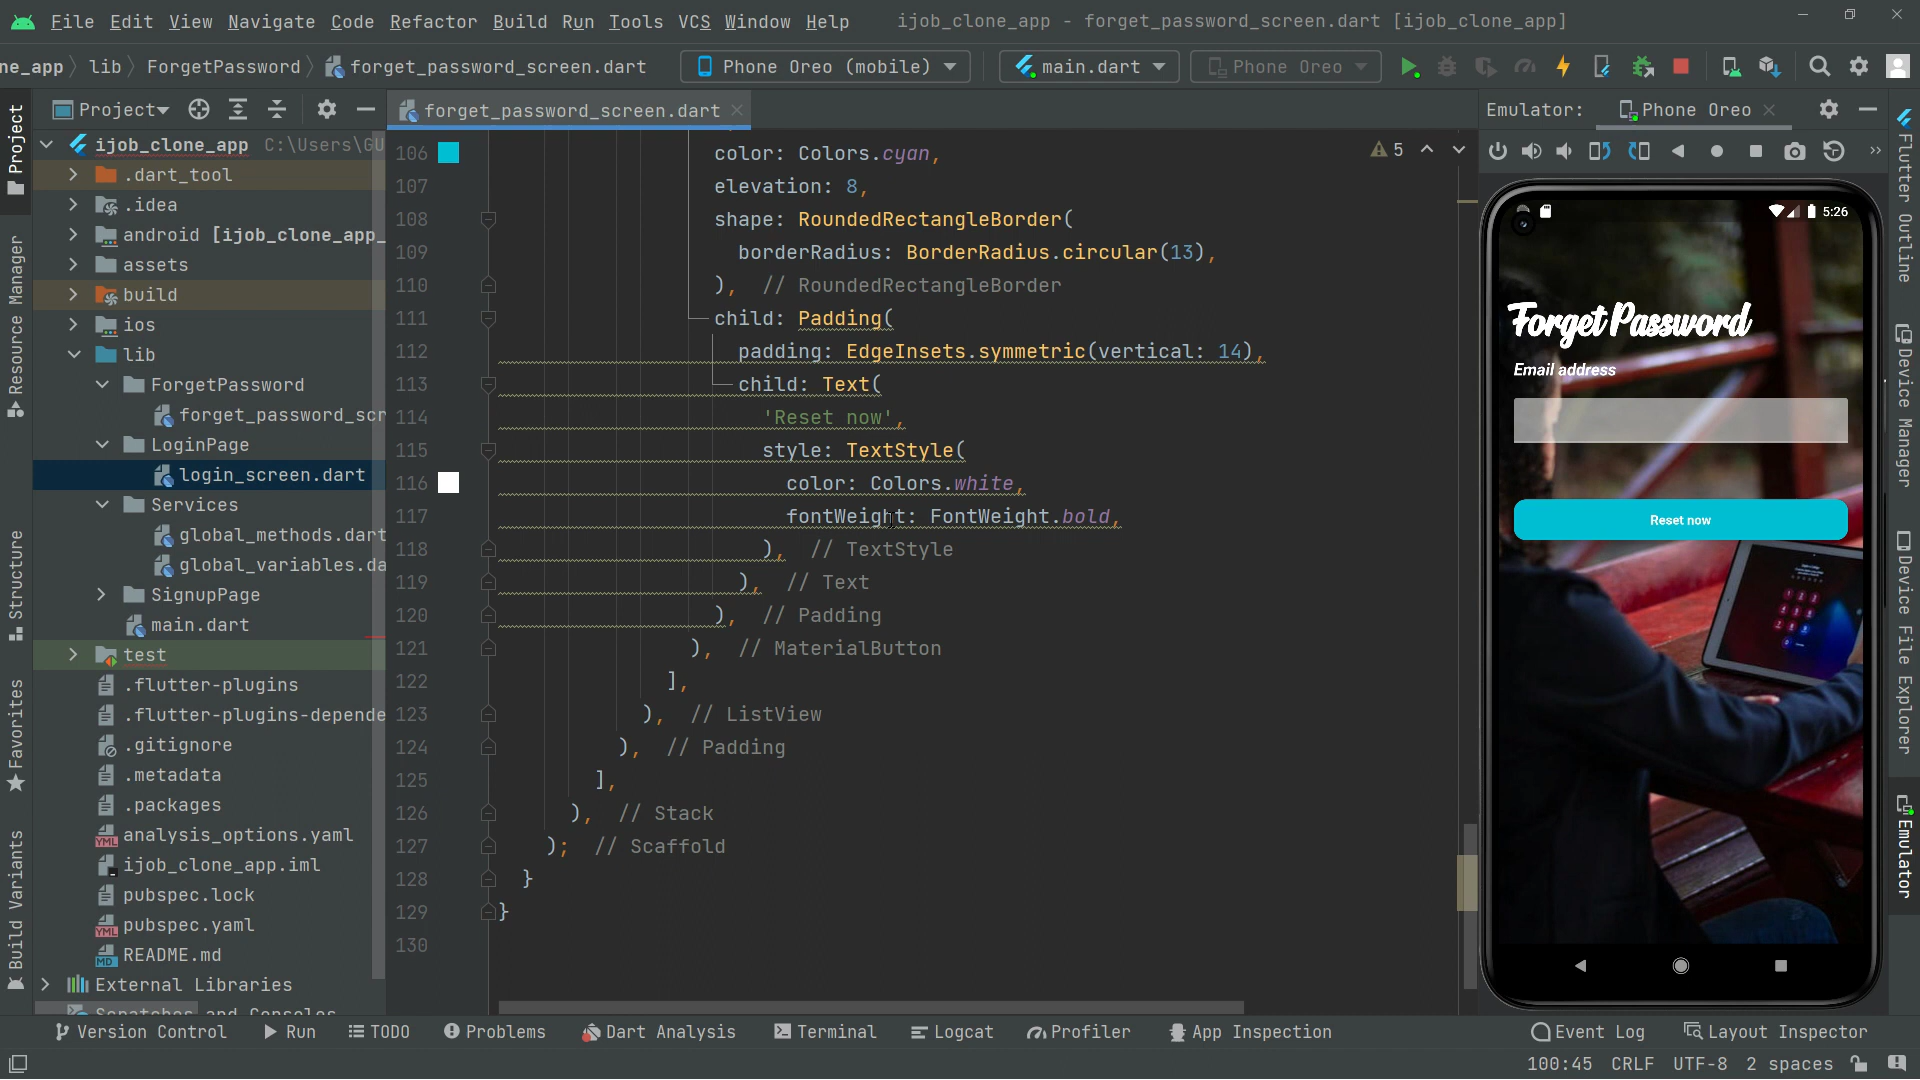 File Edit View Navigate Code Refactor Build Run Tools VCS Window Help ijob_clone_app - forget_password_screen.dart [ijob_clone_app]
ne_app lib ForgetPassword forget_password_screen.dart Phone Oreo (mobile) main.dart Phone Oreo
Project forget_password_screen.dart Emulator: Phone Oreo
ijob_clone_app C:\Users\GU
.dart_tool
.idea
android [ijob_clone_app_
assets
build
ios
lib
ForgetPassword
forget_password_scr
LoginPage
login_screen.dart
Services
global_methods.dart
global_variables.da
SignupPage
main.dart
test
.flutter-plugins
.flutter-plugins-depende
.gitignore
.metadata
.packages
analysis_options.yaml
ijob_clone_app.iml
pubspec.lock
pubspec.yaml
README.md
External Libraries
Scratches and Consoles
Project
Resource Manager
Structure
Favorites
Build Variants
5
106 color: Colors.cyan,
107 elevation: 8,
108 shape: RoundedRectangleBorder(
109 borderRadius: BorderRadius.circular(13),
110 ), // RoundedRectangleBorder
111 child: Padding(
112 padding: EdgeInsets.symmetric(vertical: 14),
113 child: Text(
114 'Reset now',
115 style: TextStyle(
116 color: Colors.white,
117 fontWeight: FontWeight.bold,
118 ), // TextStyle
119 ), // Text
120 ), // Padding
121 ), // MaterialButton
122 ],
123 ), // ListView
124 ), // Padding
125 ],
126 ), // Stack
127 ); // Scaffold
128 }
129 }
130
5:26
Forget Password
Email address
Reset now
Flutter Outline
Device Manager
Device File Explorer
Emulator
Version Control Run TODO Problems Dart Analysis Terminal Logcat Profiler App Inspection Event Log Layout Inspector
100:45 CRLF UTF-8 2 spaces